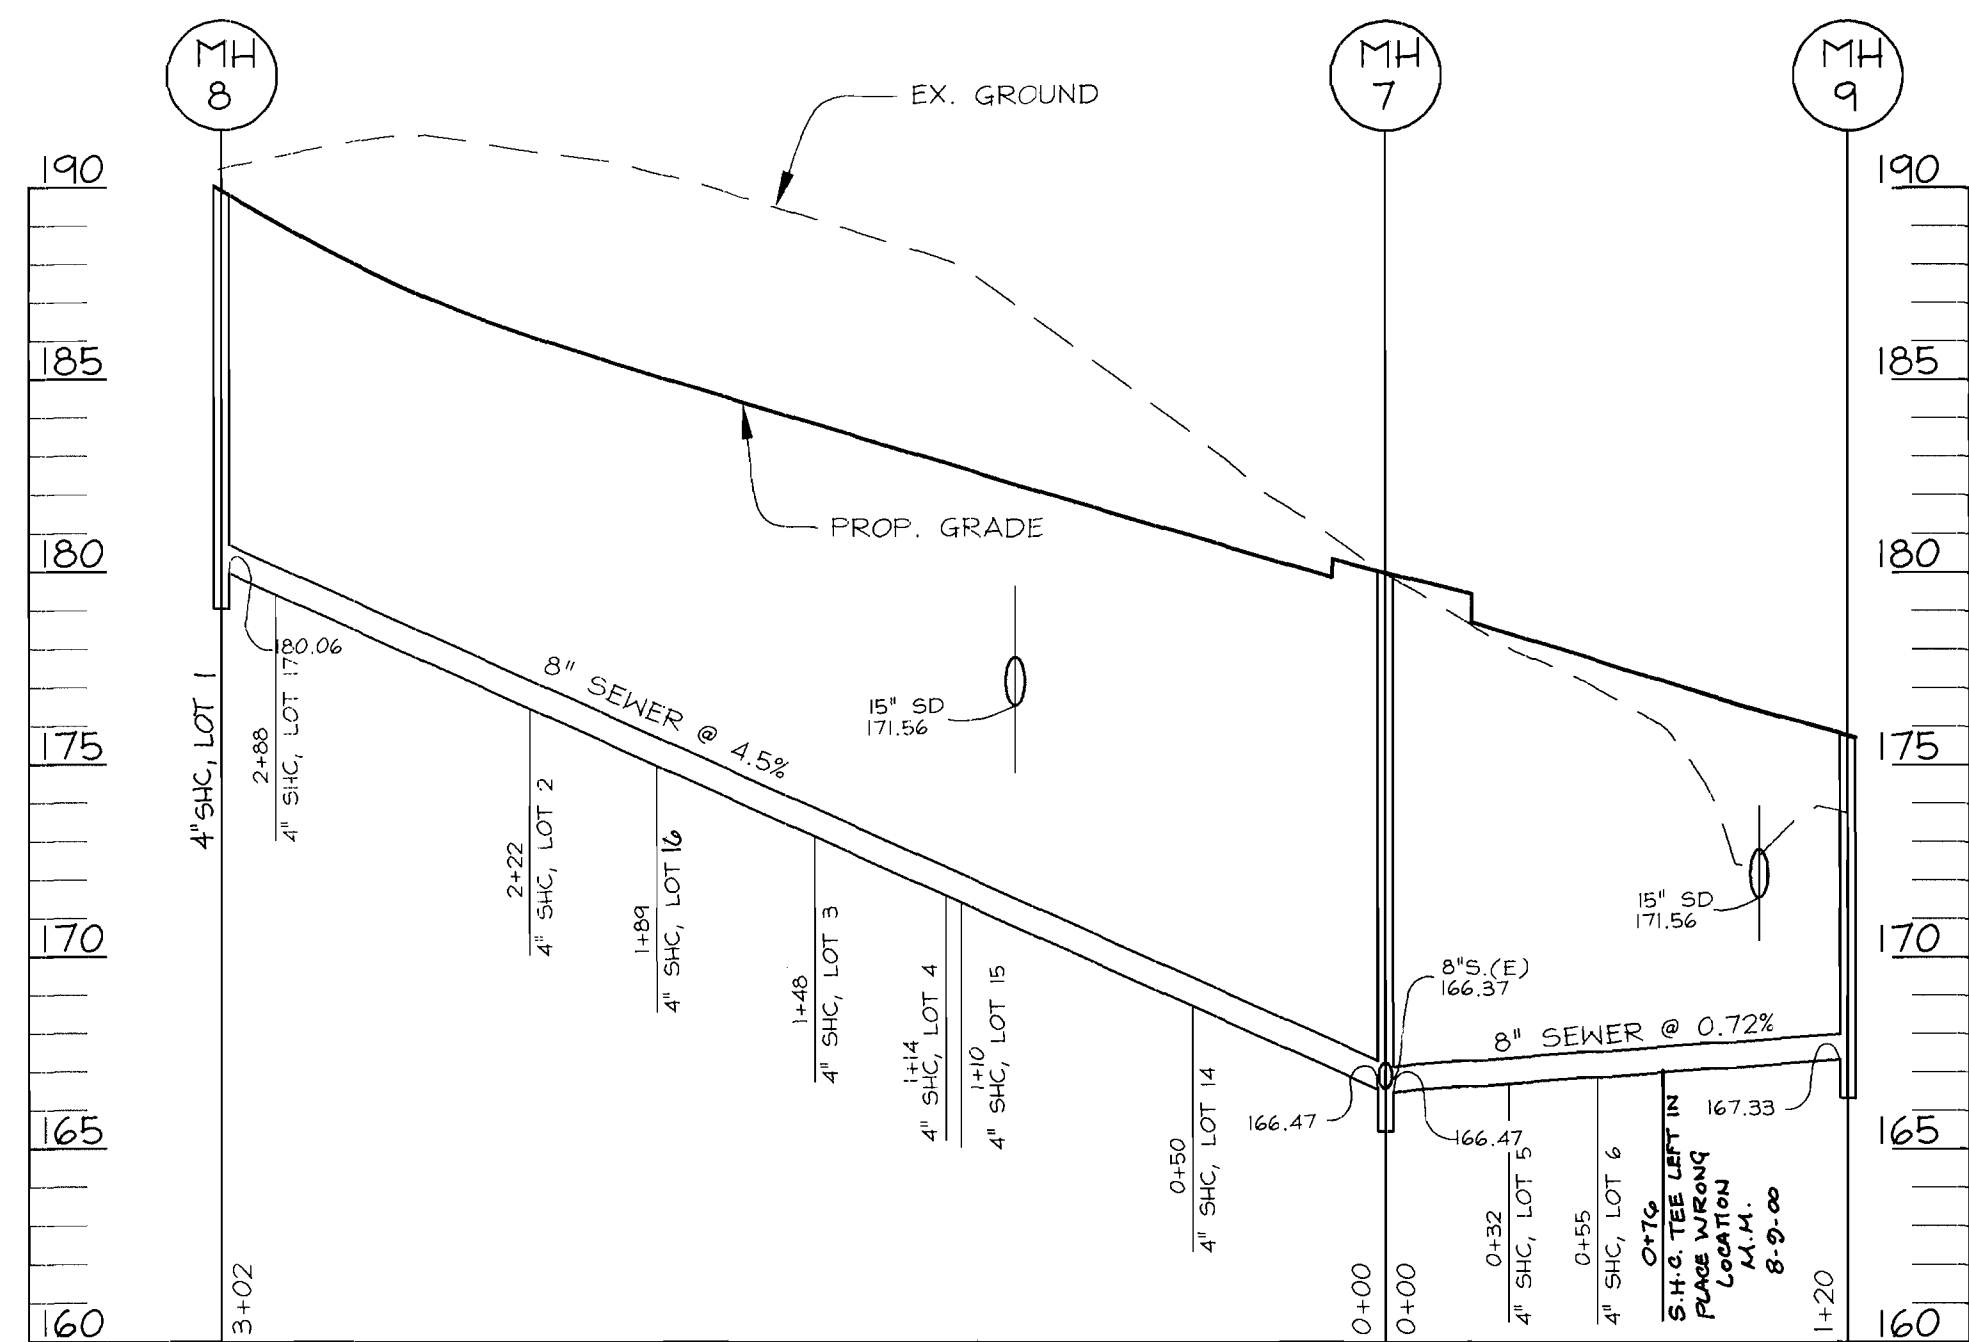 MH
8
MH
7
MH
9
EX. GROUND
PROP. GRADE
190
185
180
175
170
165
160
190
185
180
175
170
165
160
180.06
4" SHC, LOT 1
2+88
4" SHC, LOT 17
8" SEWER @ 4.5%
2+22
4" SHC, LOT 2
1+89
4" SHC, LOT 16
1+48
4" SHC, LOT 3
1+14
4" SHC, LOT 4
1+10
4" SHC, LOT 15
0+50
4" SHC, LOT 14
15" SD
171.56
15" SD
171.56
8"S.(E)
166.37
8" SEWER @ 0.72%
166.47
166.47
167.33
0+32
4" SHC, LOT 5
0+55
4" SHC, LOT 6
0+76
S.H.C. TEE LEFT IN
PLACE WRONG
LOCATION
M.M.
8-9-00
3+02
0+00
0+00
1+20